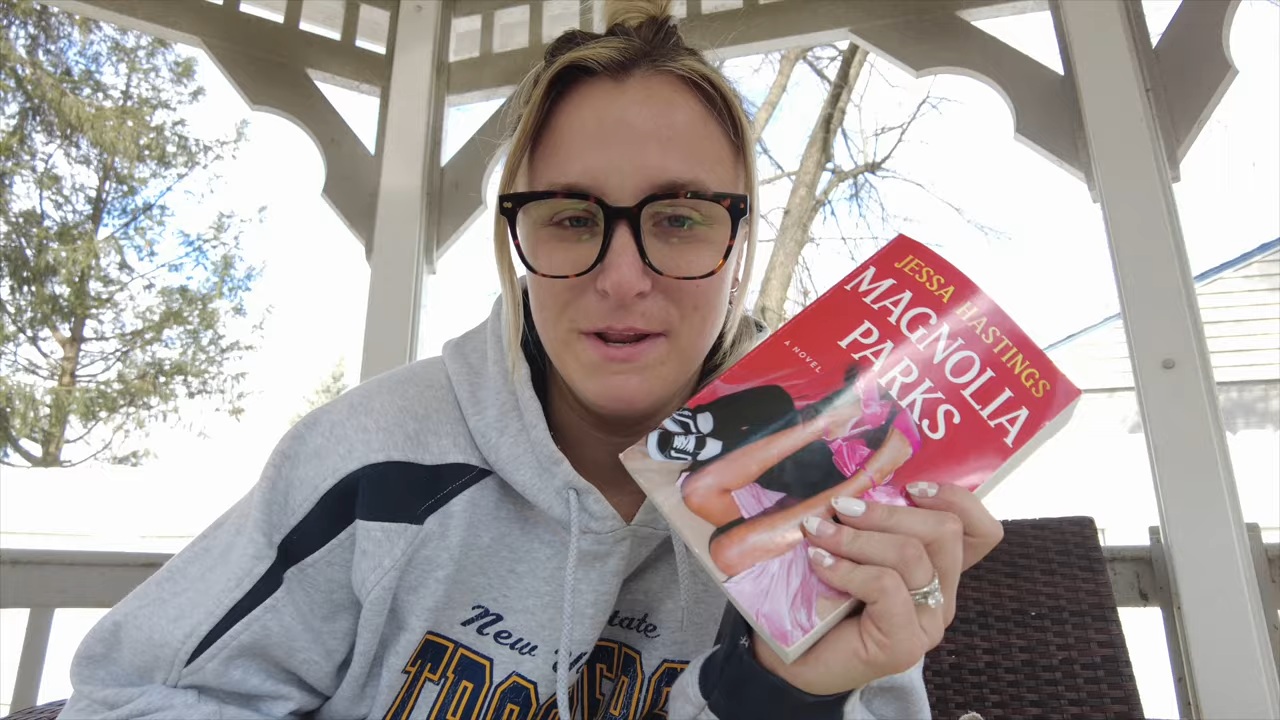 JESSA HASTINGS
MAGNOLIA
PARKS
A NOVEL
New